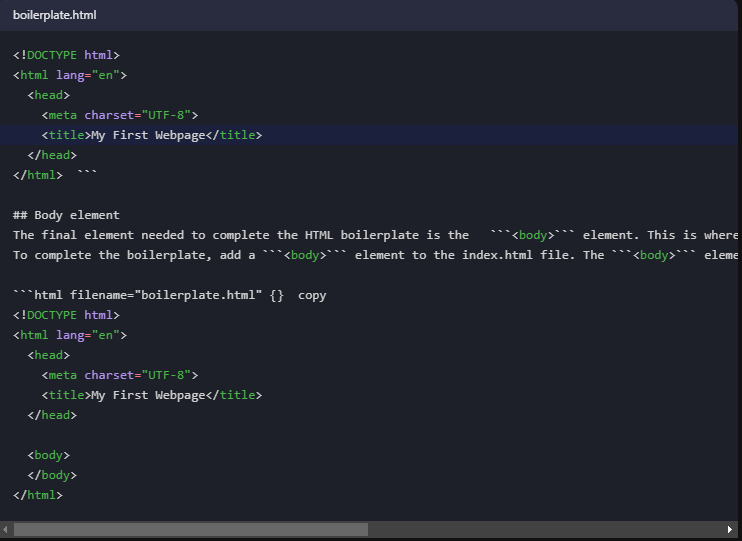 boilerplate.html
<!DOCTYPE html>
<html lang="en">
  <head>
    <meta charset="UTF-8">
    <title>My First Webpage</title>
  </head>
</html>  ```
## Body element
The final element needed to complete the HTML boilerplate is the   ```<body>``` element. This is where
To complete the boilerplate, add a ```<body>``` element to the index.html file. The ```<body>``` eleme
```html filename="boilerplate.html" {}  copy
<!DOCTYPE html>
<html lang="en">
  <head>
    <meta charset="UTF-8">
    <title>My First Webpage</title>
  </head>
  <body>
  </body>
</html>